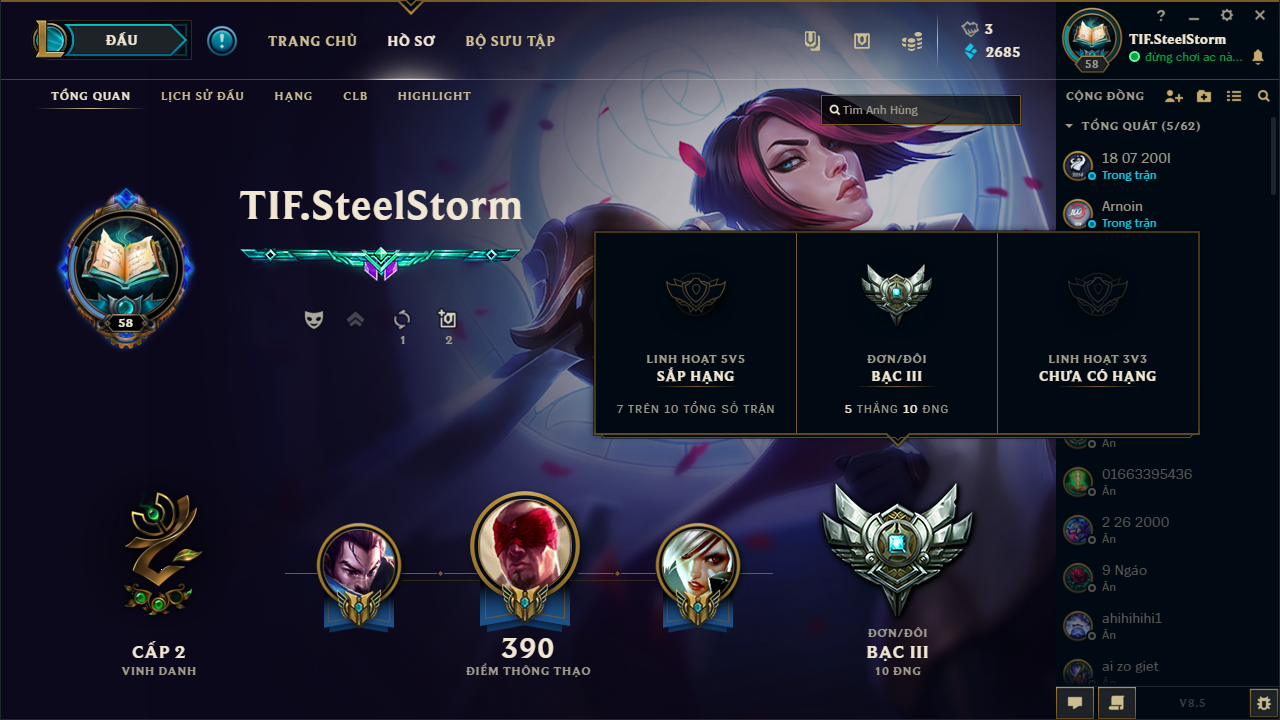 ĐẤU
TRANG CHỦ
HỒ SƠ
BỘ SƯU TẬP
3
2685
58
TIF.SteelStorm
đừng chơi ac nà...
TỔNG QUAN
LỊCH SỬ ĐẤU
HẠNG
CLB
HIGHLIGHT
Tìm Anh Hùng
CỘNG ĐỒNG
TỔNG QUÁT (5/62)
18 07 200l
Trong trận
Arnoin
Trong trận
TIF.SteelStorm
58
1
2
LINH HOẠT 5V5
SẮP HẠNG
7 TRÊN 10 TỔNG SỐ TRẬN
ĐƠN/ĐÔI
BẠC III
5 THẮNG 10 ĐNG
LINH HOẠT 3V3
CHƯA CÓ HẠNG
Ẩn
01663395436
Ẩn
2 26 2000
Ẩn
9 Ngáo
Ẩn
ahihihihi1
Ẩn
ai zo giet
Ẩn
CẤP 2
VINH DANH
390
ĐIỂM THÔNG THẠO
ĐƠN/ĐÔI
BẠC III
10 ĐNG
V8.5